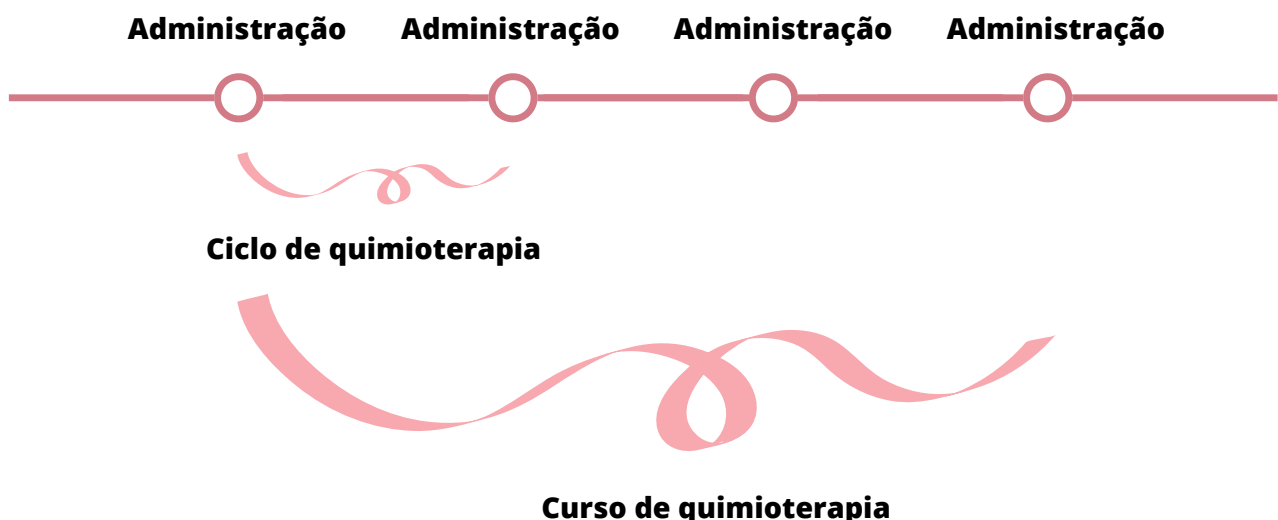 Administração Administração Administração Administração
Ciclo de quimioterapia
Curso de quimioterapia